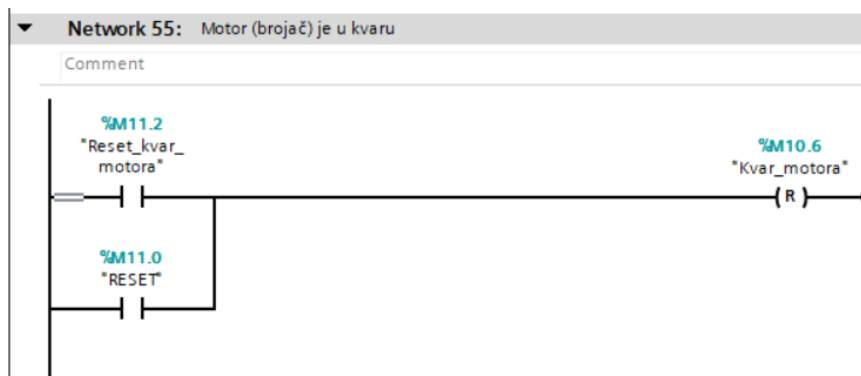 Network 55: Motor (brojač) je u kvaru
Comment
%M11.2
"Reset_kvar_
motora"
%M10.6
"Kvar_motora"
R
%M11.0
"RESET"